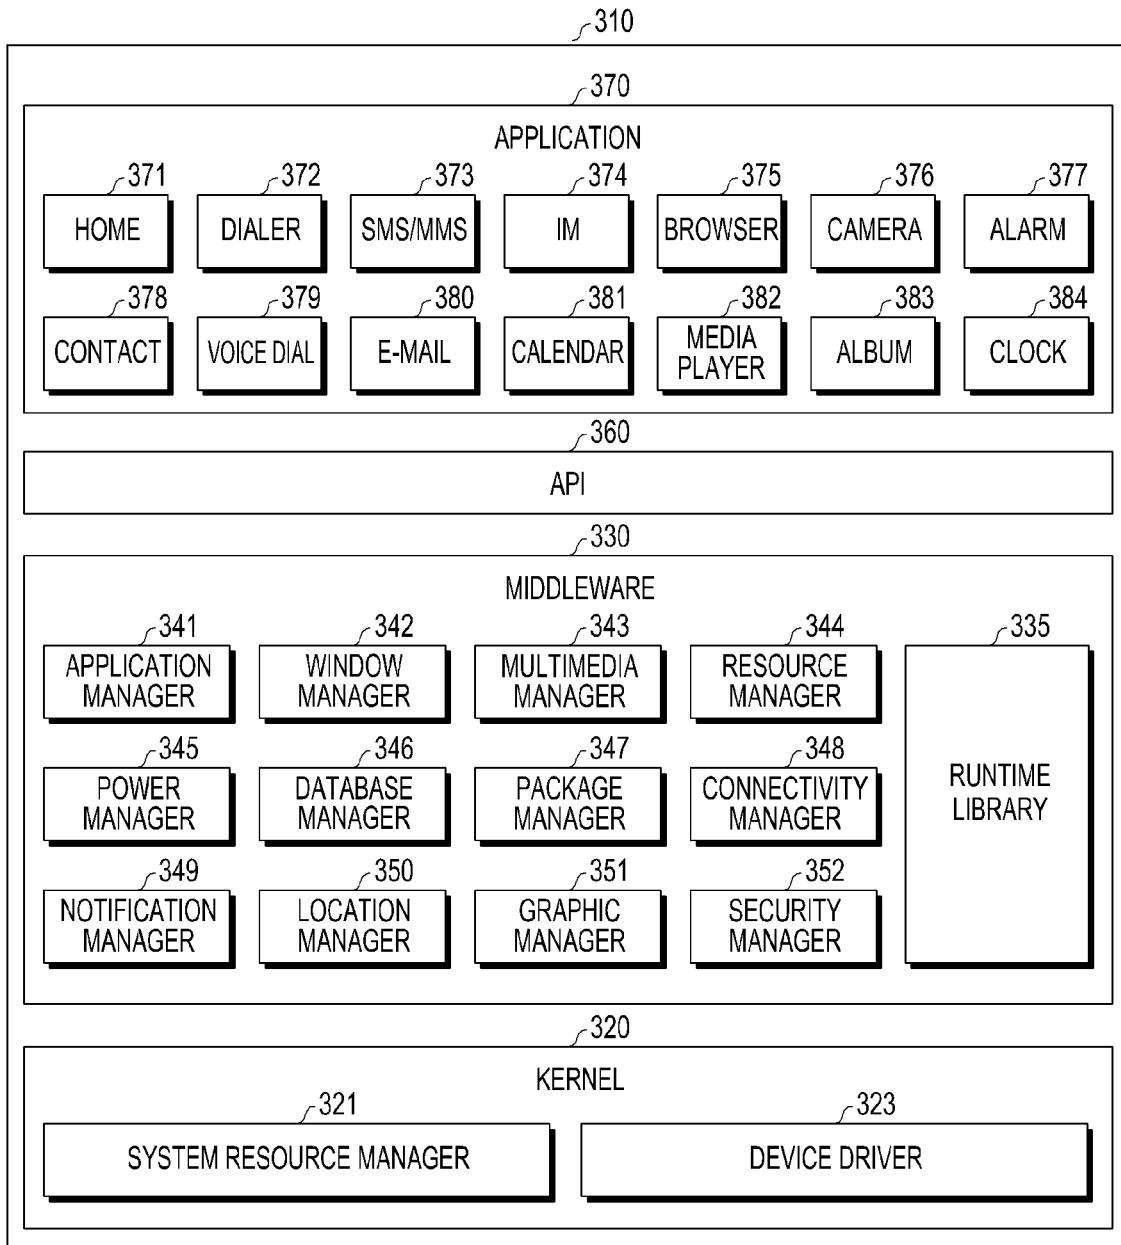 310
370
APPLICATION
371 372 373 374 375 376 377
HOME DIALER SMS/MMS IM BROWSER CAMERA ALARM
378 379 380 381 382 383 384
CONTACT VOICE DIAL E-MAIL CALENDAR MEDIA PLAYER ALBUM CLOCK
360
API
330
MIDDLEWARE
341 342 343 344 335
APPLICATION MANAGER WINDOW MANAGER MULTIMEDIA MANAGER RESOURCE MANAGER
345 346 347 348
POWER MANAGER DATABASE MANAGER PACKAGE MANAGER CONNECTIVITY MANAGER RUNTIME LIBRARY
349 350 351 352
NOTIFICATION MANAGER LOCATION MANAGER GRAPHIC MANAGER SECURITY MANAGER
320
KERNEL
321 323
SYSTEM RESOURCE MANAGER DEVICE DRIVER